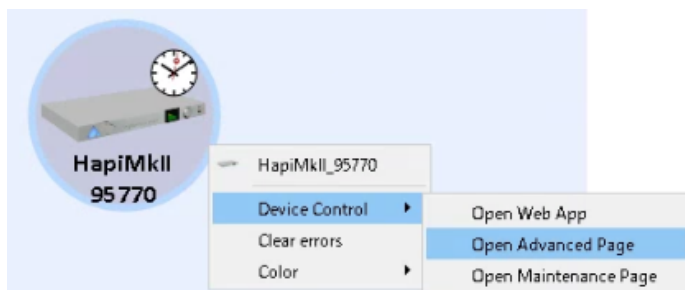 HapiMkII
95770
HapiMkII_95770
Device Control
Open Web App
Clear errors
Open Advanced Page
Color
Open Maintenance Page